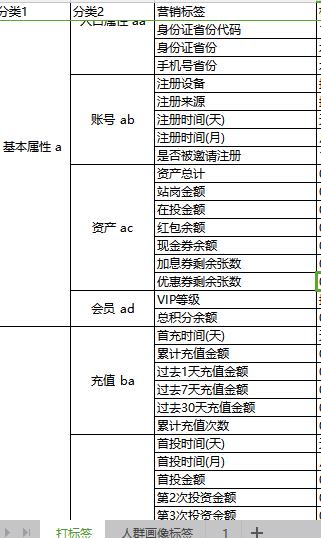 分类1 分类2 营销标签
人口属性 aa
身份证省份代码
身份证省份
手机号省份
基本属性 a
账号 ab
注册设备
注册来源
注册时间(天)
注册时间(月)
是否被邀请注册
资产 ac
资产总计
站岗金额
在投金额
红包余额
现金券余额
加息券剩余张数
优惠券剩余张数
会员 ad
VIP等级
总积分余额
充值 ba
首充时间(天)
累计充值金额
过去1天充值金额
过去7天充值金额
过去30天充值金额
累计充值次数
首投时间(天)
首投时间(月)
首投金额
第2次投资金额
第3次投资金额
打标签 人群画像标签 1 +